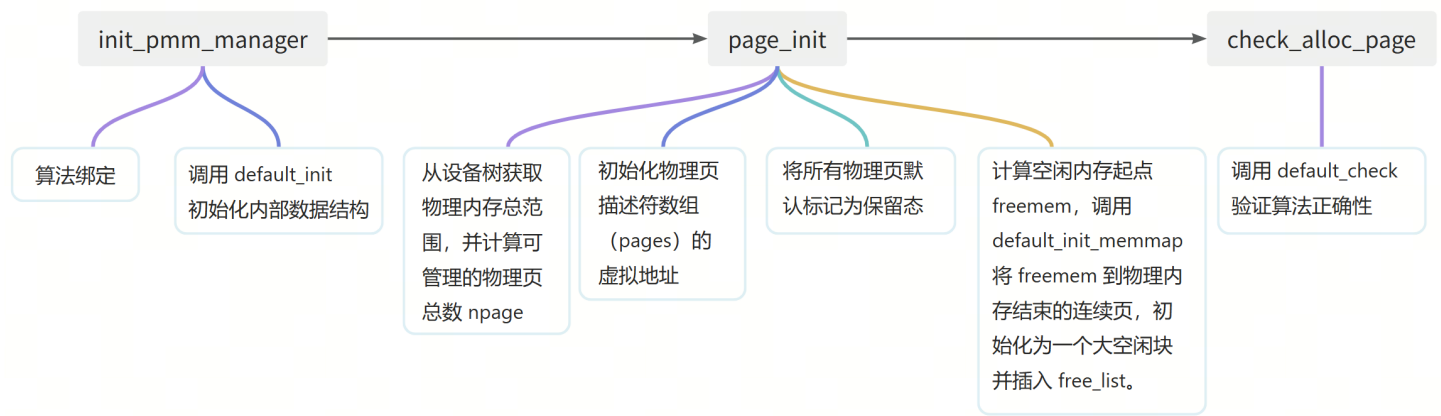 init_pmm_manager
page_init
check_alloc_page
算法绑定
调用 default_init
初始化内部数据结构
从设备树获取
物理内存总范
围，并计算可
管理的物理页
总数 npage
初始化物理页
描述符数组
（pages）的
虚拟地址
将所有物理页默
认标记为保留态
计算空闲内存起点
freemem，调用
default_init_memmap
将 freemem 到物理内
存结束的连续页，初
始化为一个大空闲块
并插入 free_list。
调用 default_check
验证算法正确性